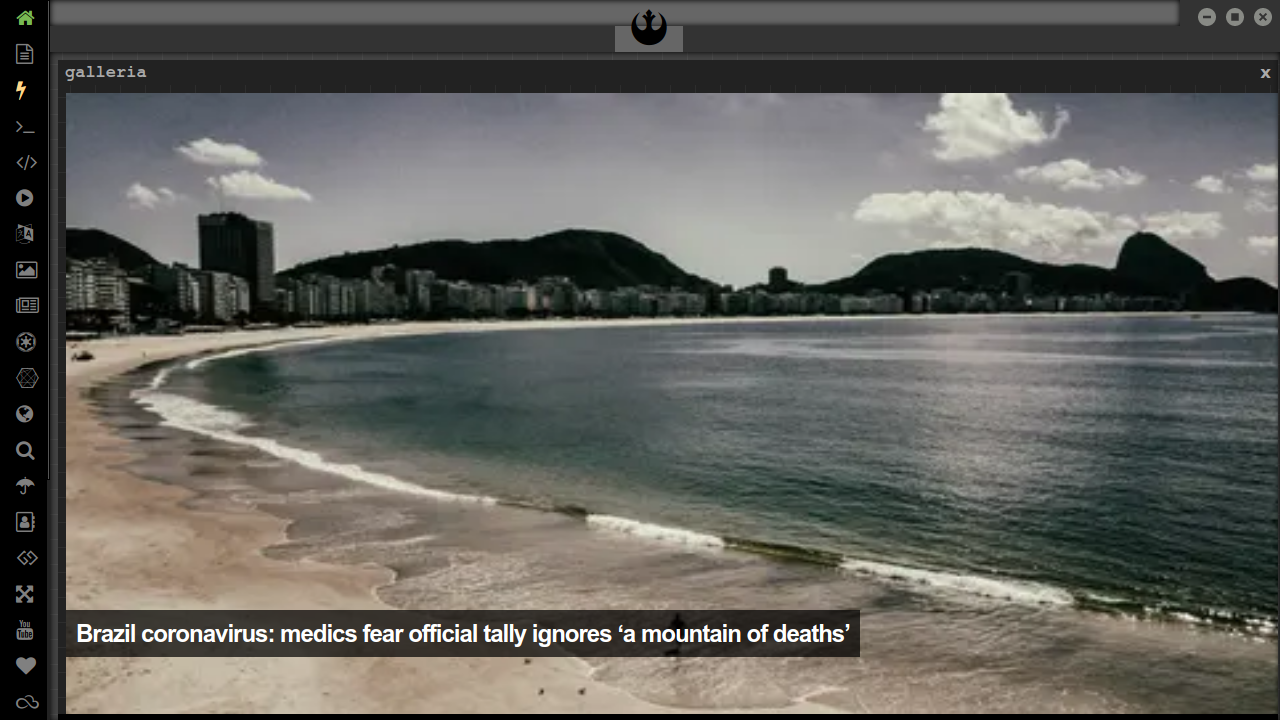 galleria
x
Brazil coronavirus: medics fear official tally ignores ‘a mountain of deaths’
You
Tube